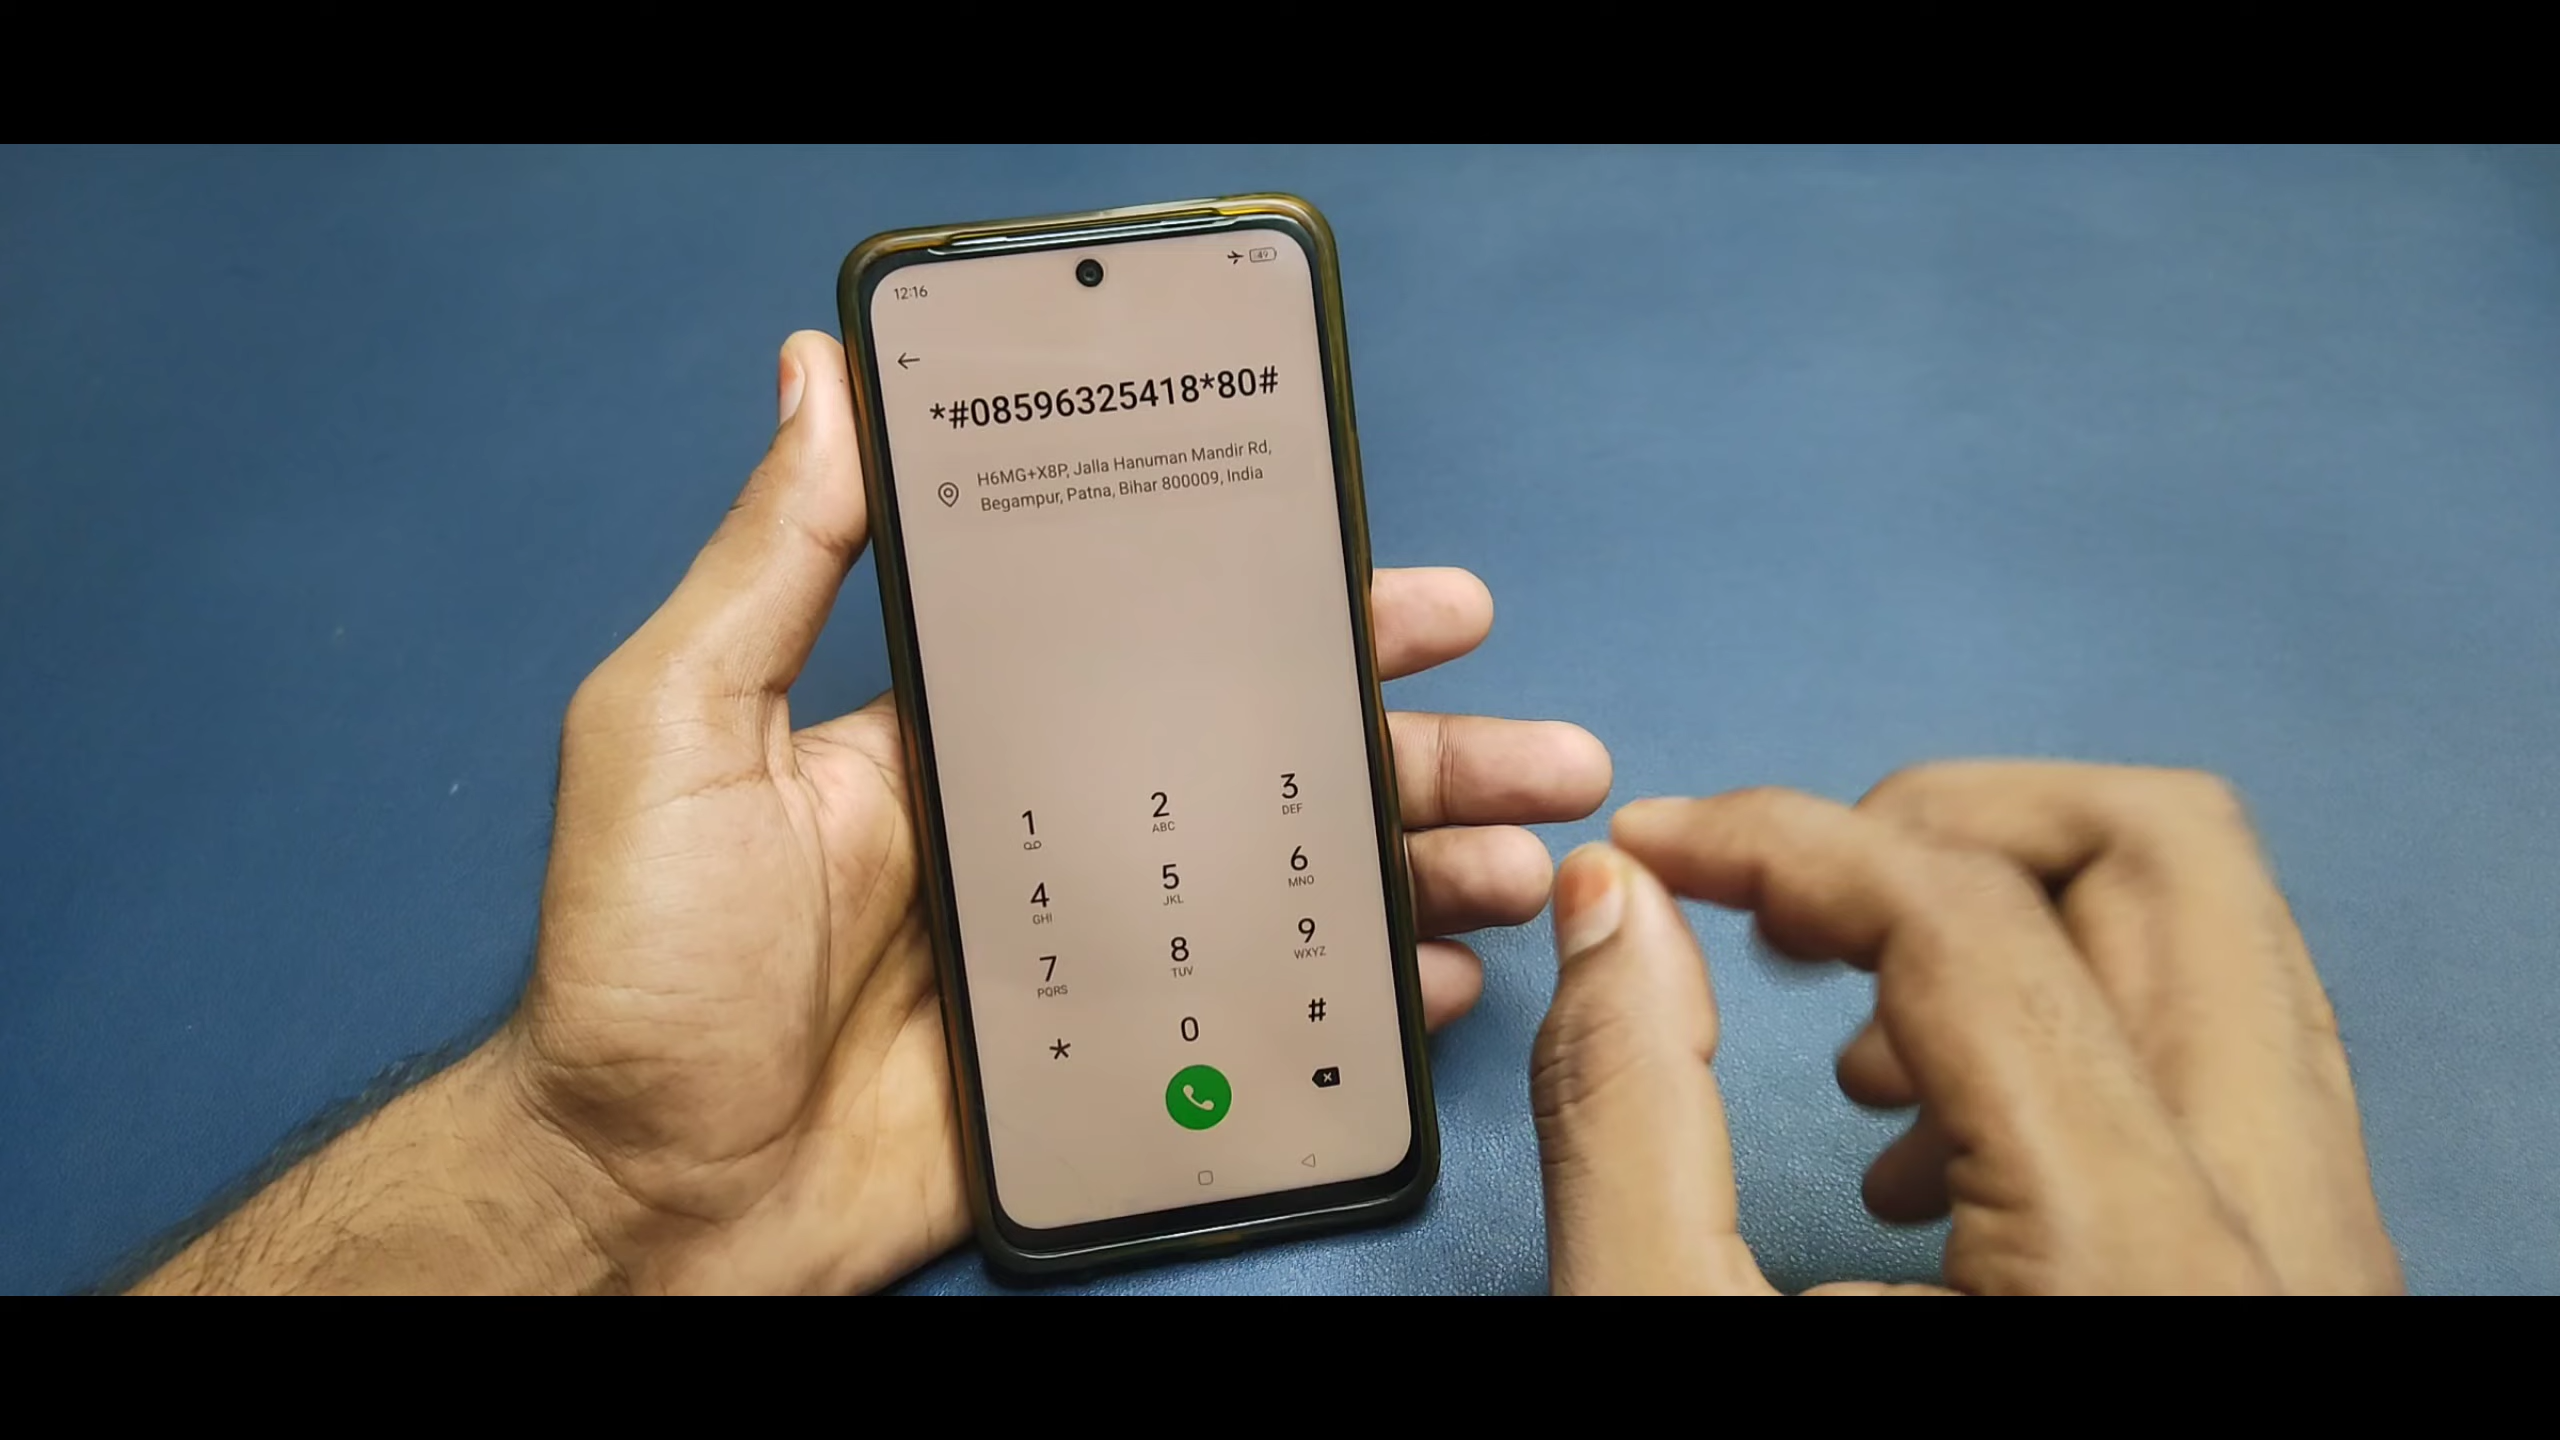 12:16
49
*#08596325418*80#
H6MG+X8P, Jalla Hanuman Mandir Rd,
Begampur, Patna, Bihar 800009, India
1
2
ABC
3
DEF
4
GHI
5
JKL
6
MNO
7
PQRS
8
TUV
9
WXYZ
*
0
#